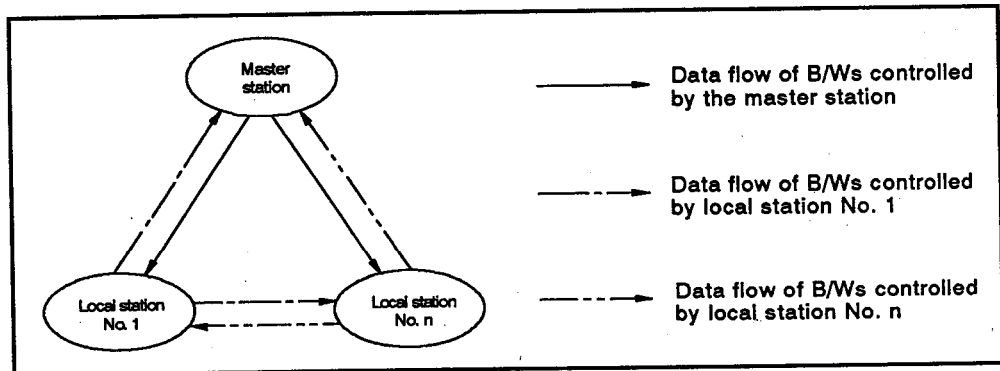 Master
station
Local station
No. 1
Local station
No. n
Data flow of B/Ws controlled
by the master station
Data flow of B/Ws controlled
by local station No. 1
Data flow of B/Ws controlled
by local station No. n